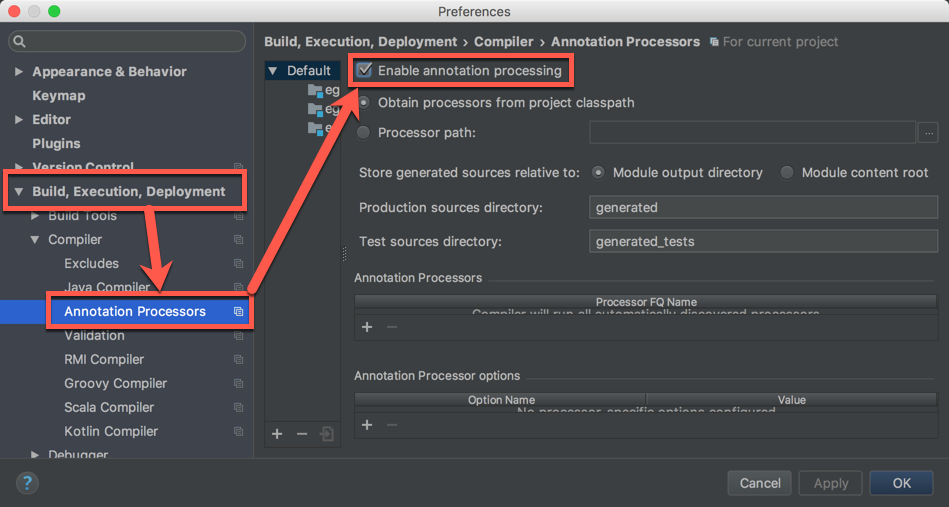 Preferences
Build, Execution, Deployment › Compiler › Annotation Processors For current project
Appearance & Behavior
Keymap
Editor
Plugins
Version Control
Build, Execution, Deployment
Build Tools
Compiler
Excludes
Java Compiler
Annotation Processors
Validation
RMI Compiler
Groovy Compiler
Scala Compiler
Kotlin Compiler
Debugger
?
Default
eg
eg
Enable annotation processing
Obtain processors from project classpath
Processor path:
...
Store generated sources relative to: Module output directory Module content root
Production sources directory: generated
Test sources directory: generated_tests
Annotation Processors
Processor FQ Name
Compiler will run all automatically discovered processors
Annotation Processor options
Option Name Value
No processor-specific options configured
Cancel Apply OK